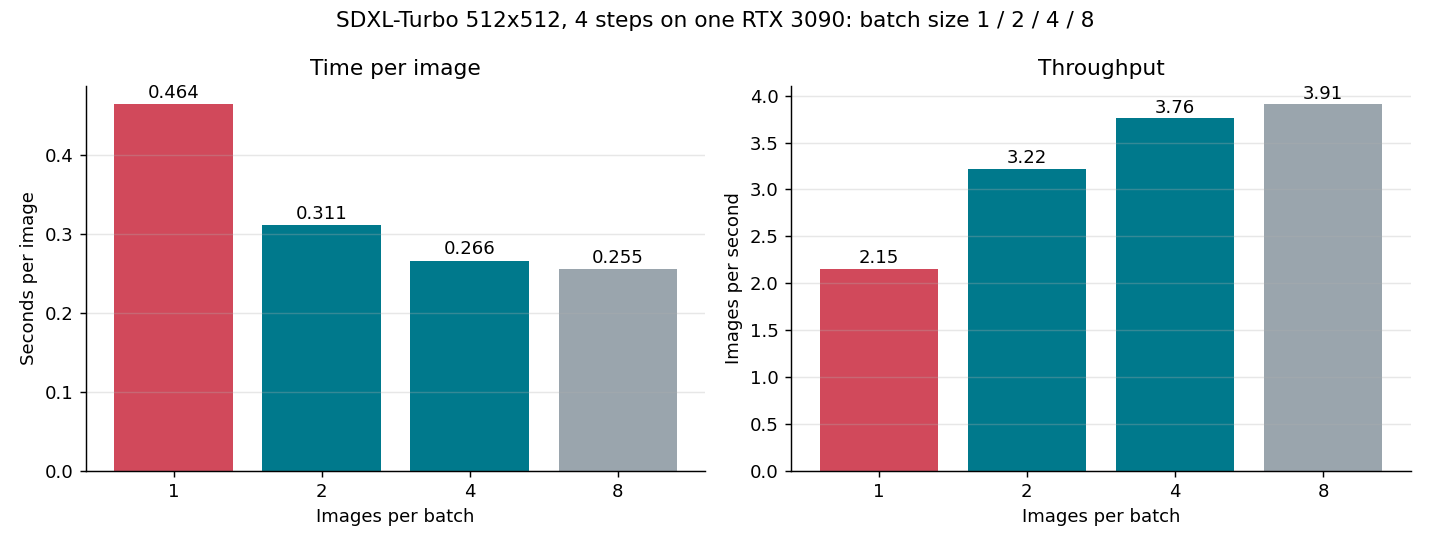 SDXL-Turbo 512x512, 4 steps on one RTX 3090: batch size 1 / 2 / 4 / 8
Time per image
Seconds per image
0.4
0.3
0.2
0.1
0.0
0.464
0.311
0.266
0.255
1 2 4 8
Images per batch
Throughput
Images per second
4.0
3.5
3.0
2.5
2.0
1.5
1.0
0.5
0.0
2.15
3.22
3.76
3.91
1 2 4 8
Images per batch